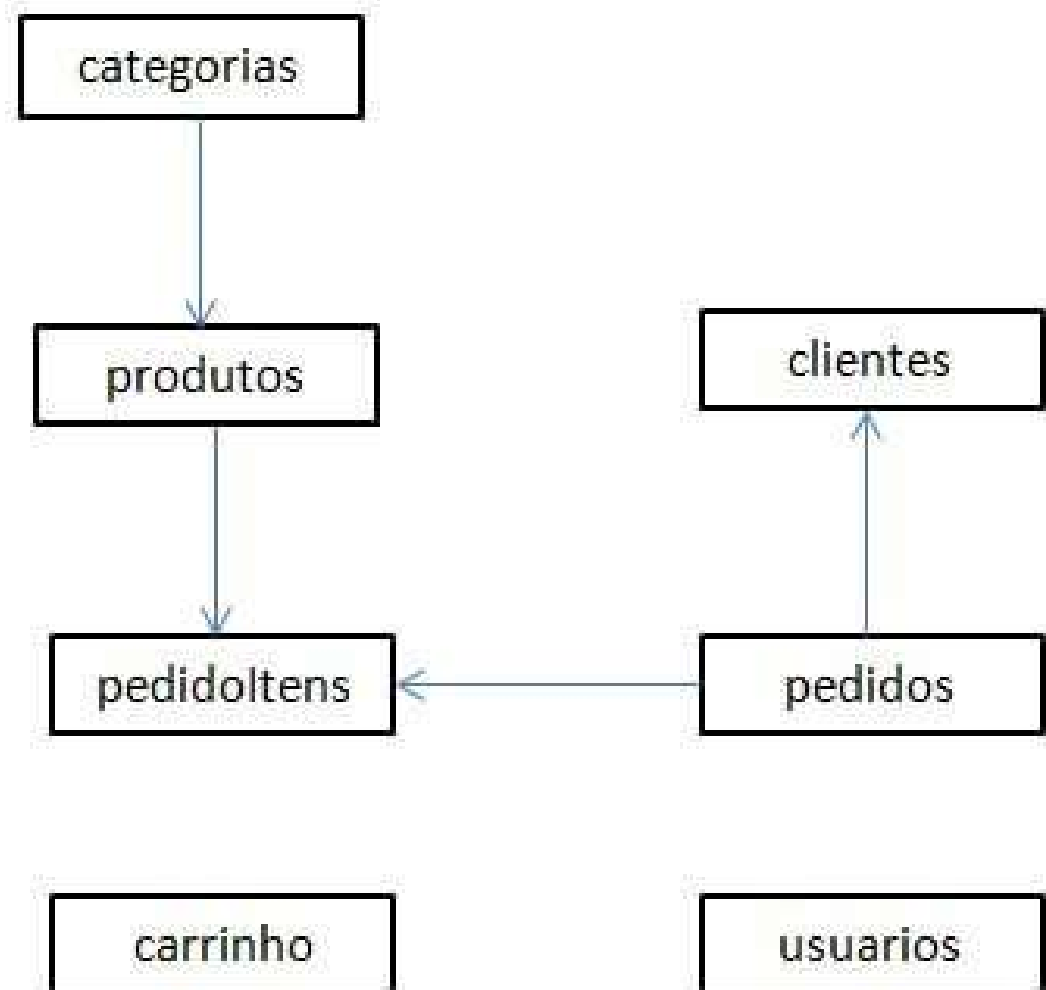 categorias
produtos
clientes
pedidoItens
pedidos
carrinho
usuarios